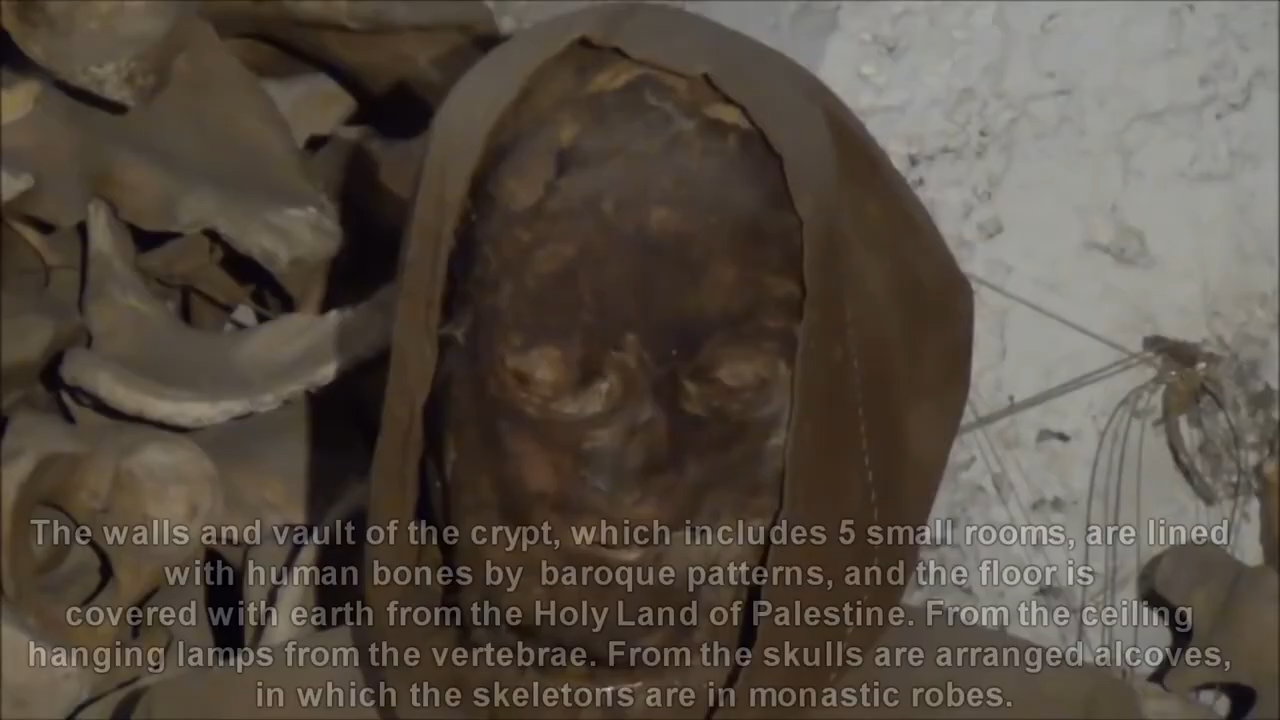 The walls and vault of the crypt, which includes 5 small rooms, are lined
with human bones by baroque patterns, and the floor is
covered with earth from the Holy Land of Palestine. From the ceiling
hanging lamps from the vertebrae. From the skulls are arranged alcoves,
in which the skeletons are in monastic robes.